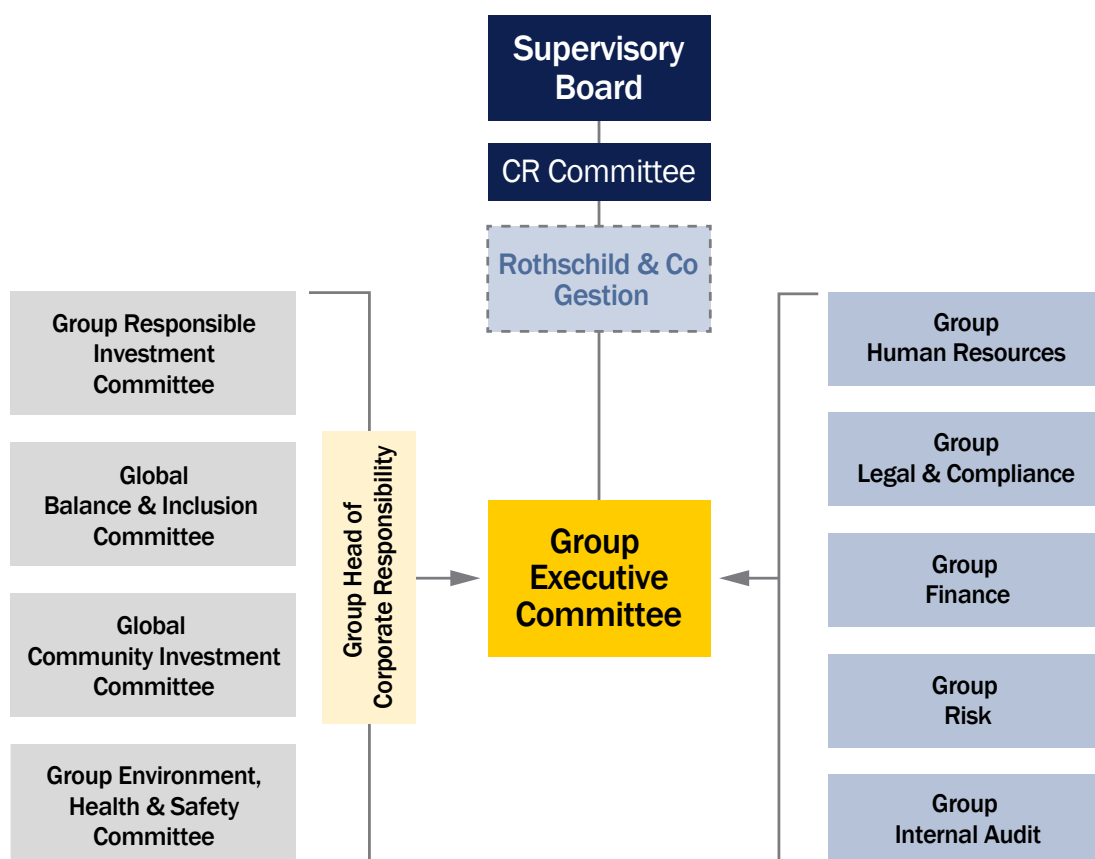 Supervisory
Board
CR Committee
Rothschild & Co
Gestion
Group Responsible
Investment
Committee
Global
Balance & Inclusion
Committee
Global
Community Investment
Committee
Group Environment,
Health & Safety
Committee
Group Head of
Corporate Responsibility
Group
Executive
Committee
Group
Human Resources
Group
Legal & Compliance
Group
Finance
Group
Risk
Group
Internal Audit